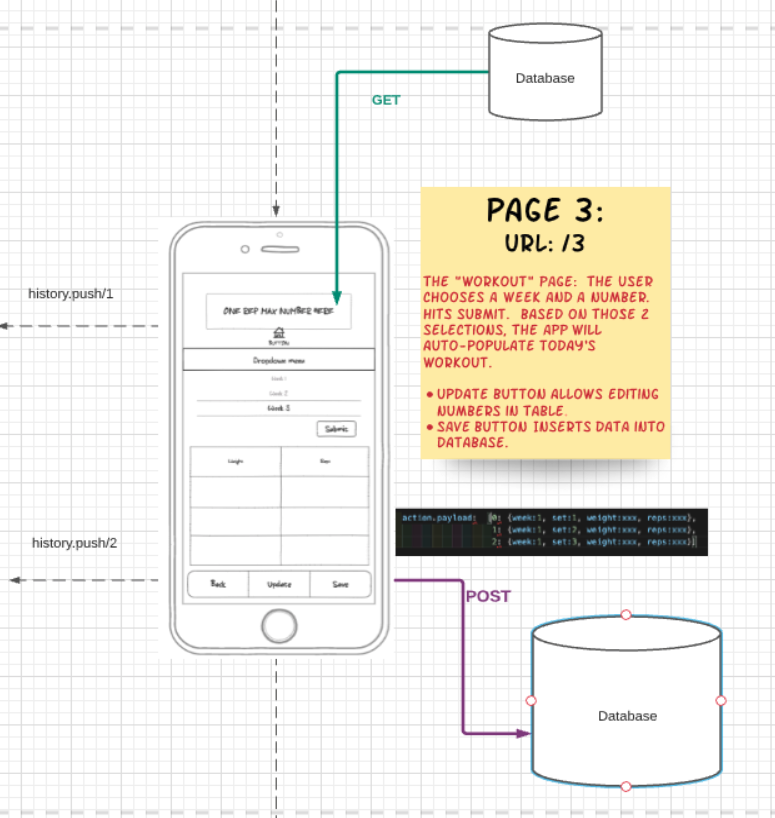 Database
GET
PAGE 3:
URL: /3
THE "WORKOUT" PAGE: THE USER
CHOOSES A WEEK AND A NUMBER.
HITS SUBMIT. BASED ON THOSE 2
SELECTIONS, THE APP WILL
AUTO-POPULATE TODAY'S
WORKOUT.
• UPDATE BUTTON ALLOWS EDITING
NUMBERS IN TABLE.
• SAVE BUTTON INSERTS DATA INTO
DATABASE.
history.push/1
ONE REP MAX NUMBER HERE
BUTTON
Dropdown menu
Week 1
Week 2
Week 3
Submit
Weight
Reps
action.payload: 0: {week:1, set:1, weight:xxx, reps:xxx},
1: {week:1, set:2, weight:xxx, reps:xxx},
2: {week:1, set:3, weight:xxx, reps:xxx}]
history.push/2
Back
Update
Save
POST
Database